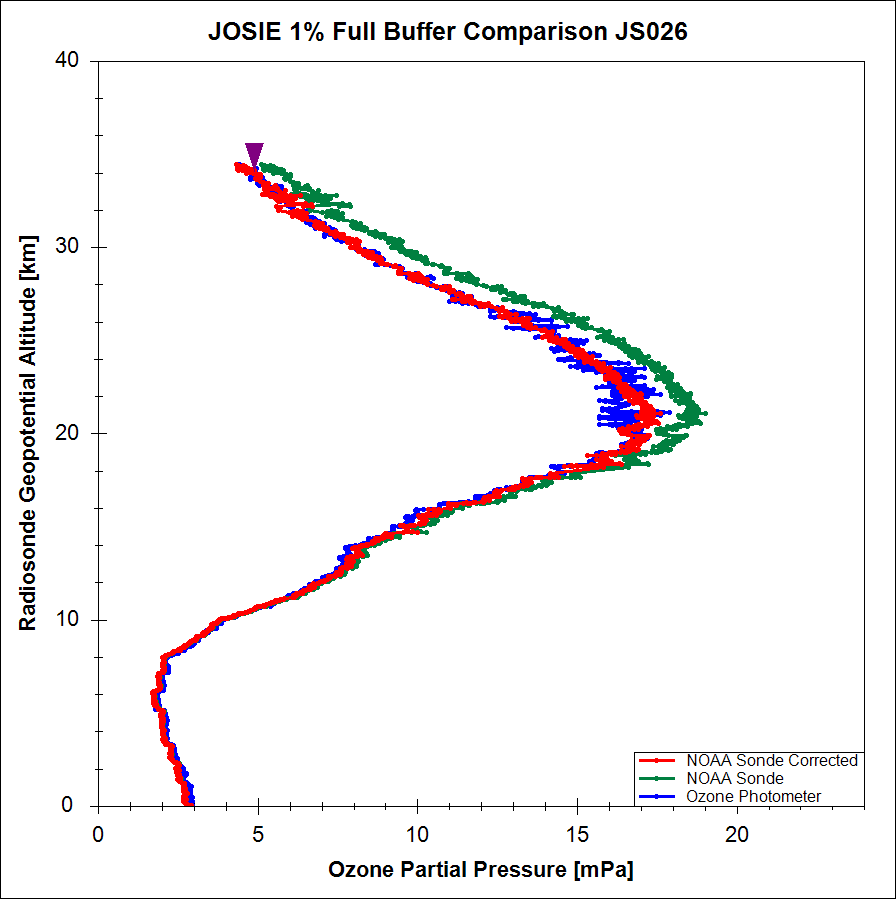 JOSIE 1% Full Buffer Comparison JS026
40
30
20
10
0
Radiosonde Geopotential Altitude [km]
NOAA Sonde Corrected
NOAA Sonde
Ozone Photometer
0 5 10 15 20
Ozone Partial Pressure [mPa]